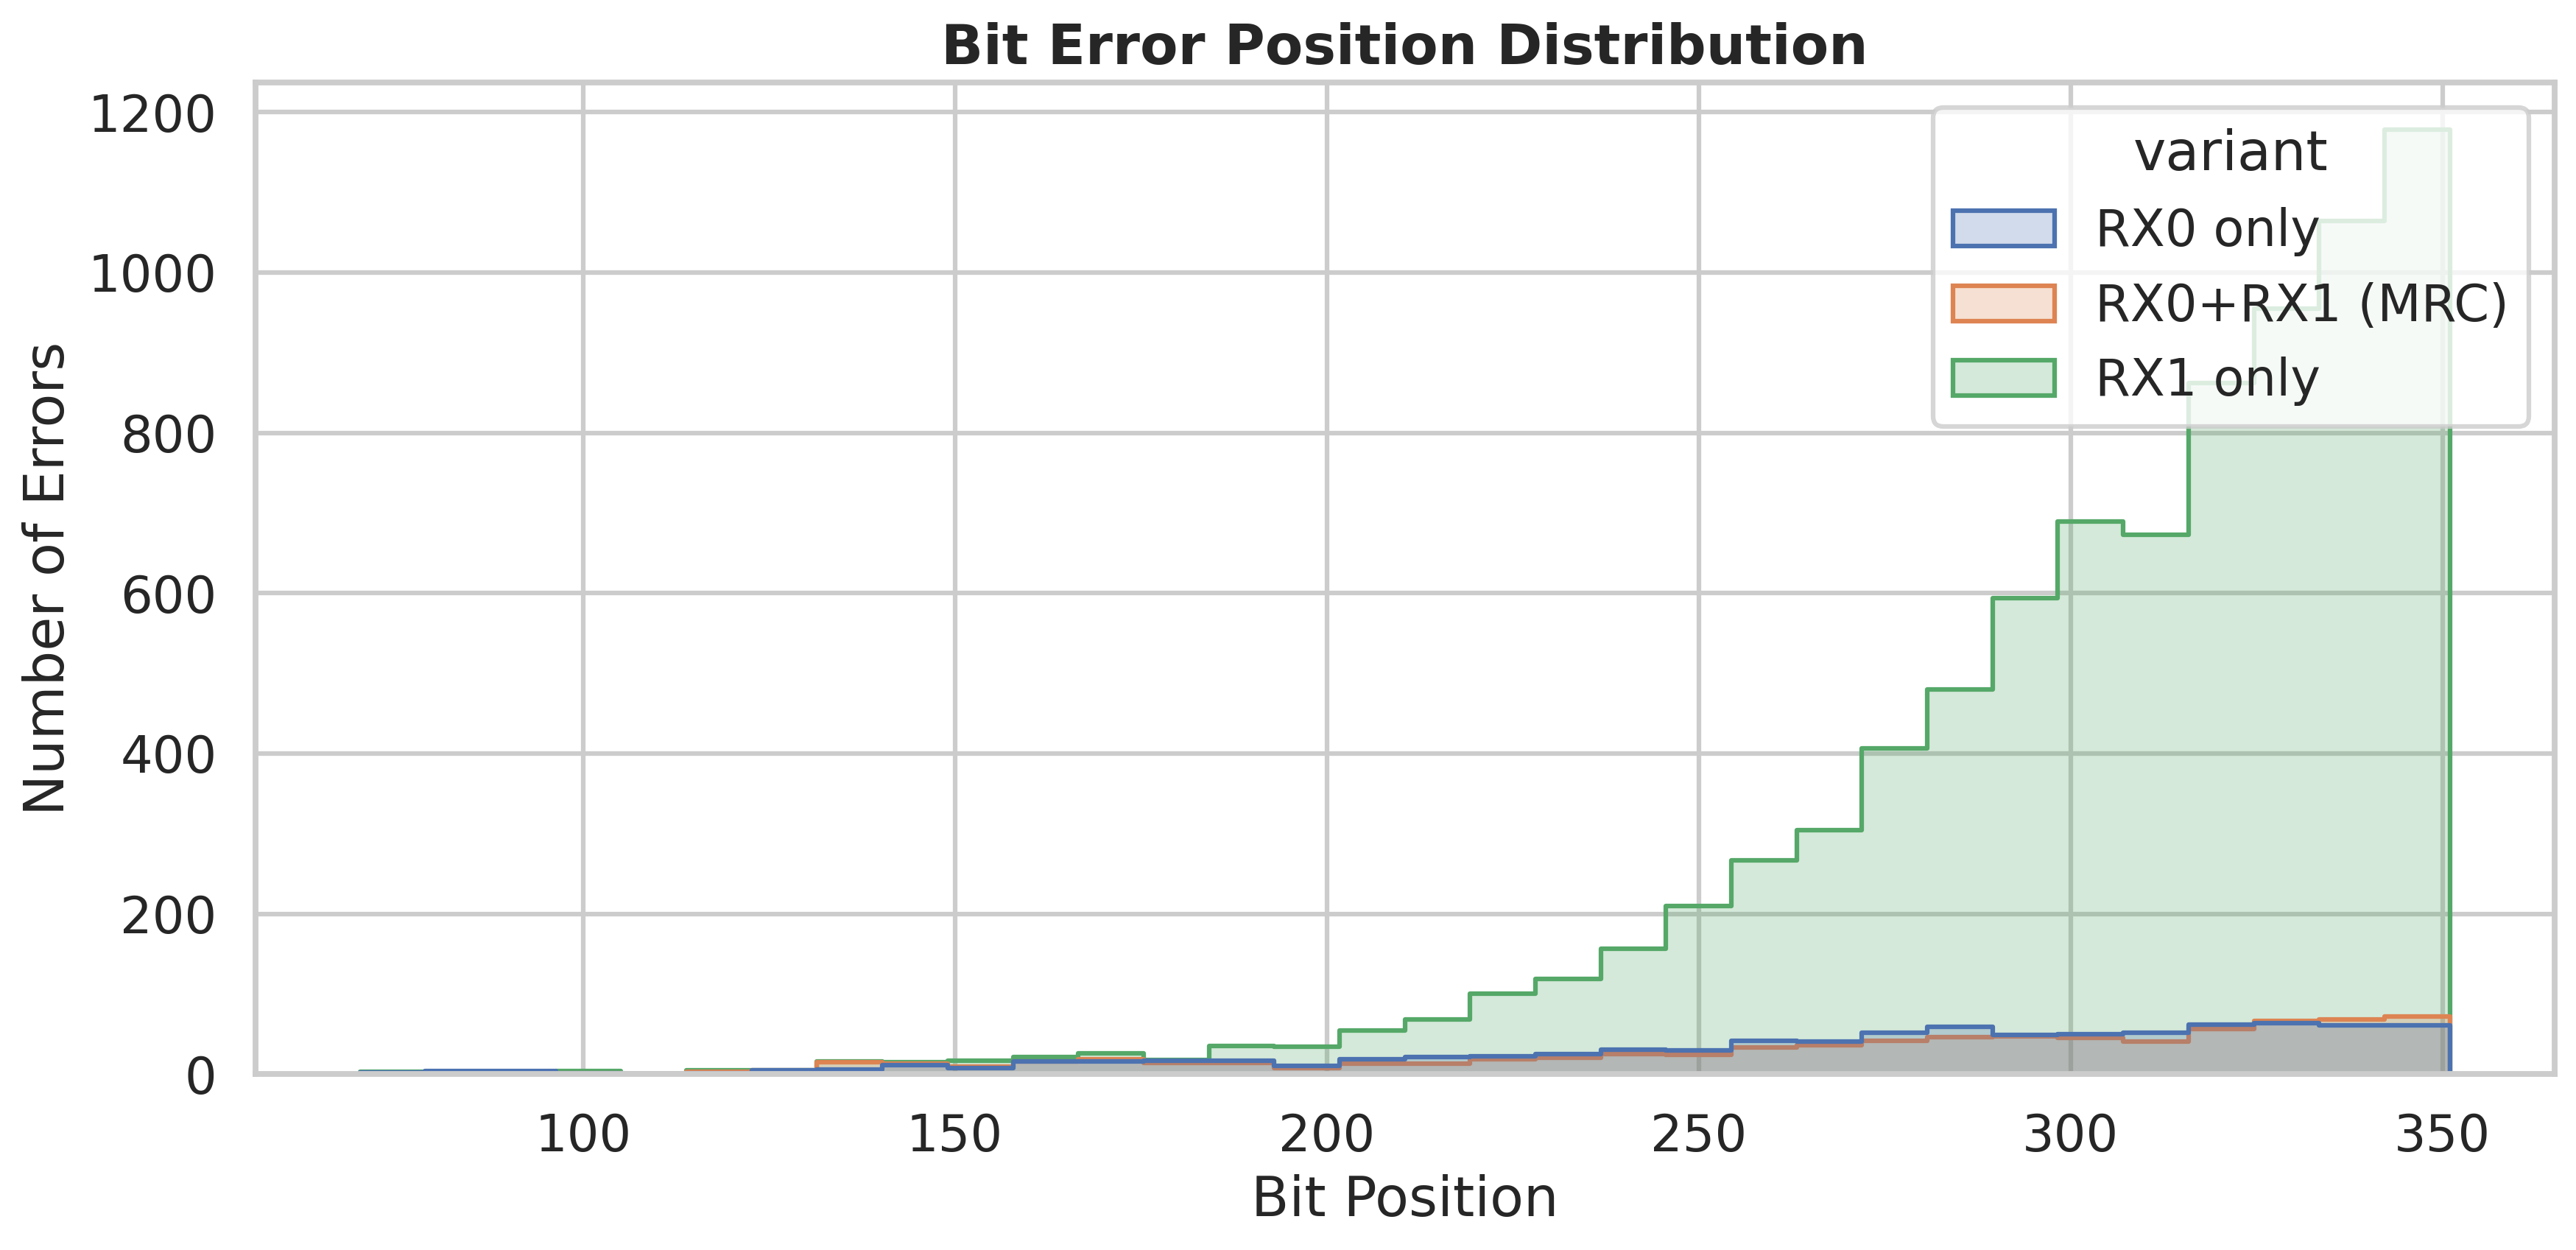 Bit Error Position Distribution
1200
1000
800
600
400
200
0
Number of Errors
variant
RX0 only
RX0+RX1 (MRC)
RX1 only
100 150 200 250 300 350
Bit Position